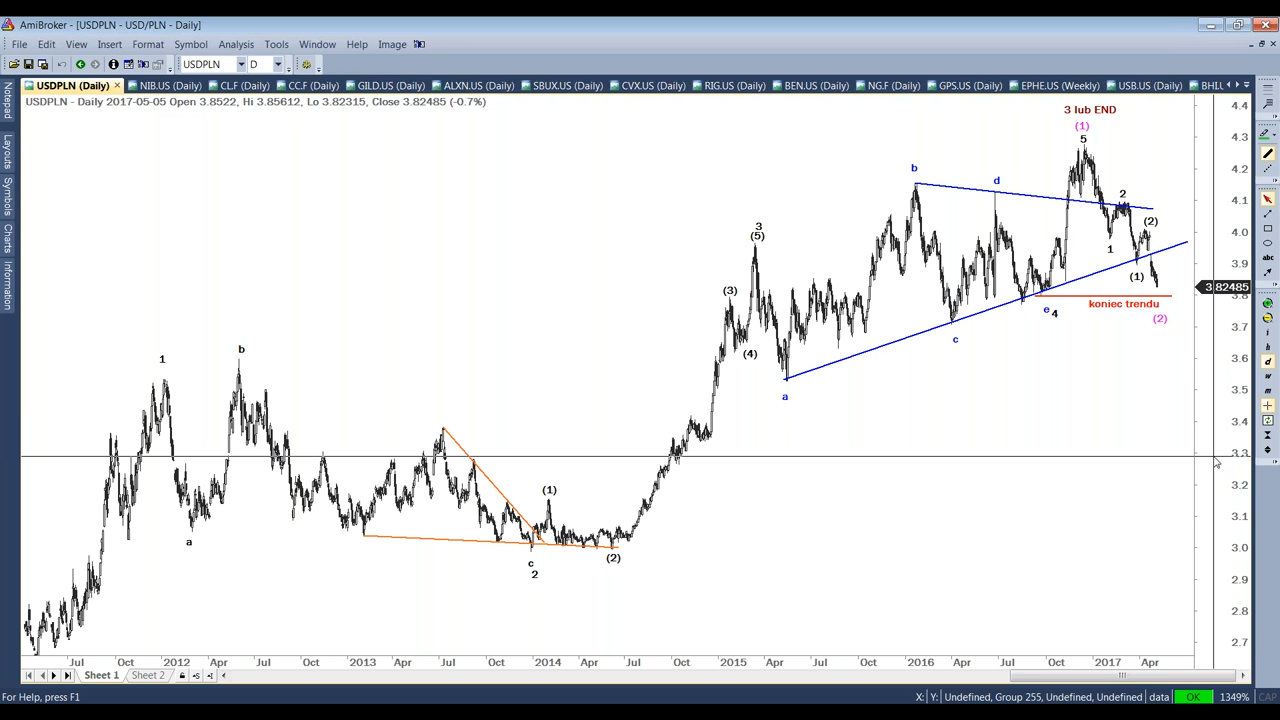 AmiBroker - [USDPLN - USD/PLN - Daily]
File Edit View Insert Format Symbol Analysis Tools Window Help Image
USDPLN D
USDPLN (Daily) NIB.US (Daily) CL.F (Daily) CC.F (Daily) GILD.US (Daily) ALXN.US (Daily) SBUX.US (Daily) CVX.US (Daily) RIG.US (Daily) BEN.US (Daily) NG.F (Daily) GPS.US (Daily) EPHE.US (Weekly) USB.US (Daily)
USDPLN - Daily 2017-05-05 Open 3.8522, Hi 3.85612, Lo 3.82315, Close 3.82485 (-0.7%)
Notepad
Layouts
Symbols
Charts
Information
3 lub END
(1)
5
b
d
2
3
(5)
(2)
1
(3)
(1)
koniec trendu
e 4
(2)
(4)
c
a
1
b
(1)
a
c
2
(2)
4.4
4.3
4.2
4.1
4.0
3.9
3.82485
3.8
3.7
3.6
3.5
3.4
3.3
3.2
3.1
3.0
2.9
2.8
2.7
i
h
d
w
m
Jul Oct 2012 Apr Jul Oct 2013 Apr Jul Oct 2014 Apr Jul Oct 2015 Apr Jul Oct 2016 Apr Jul Oct 2017 Apr
Sheet 1 Sheet 2
For Help, press F1 X: Y: Undefined, Group 255, Undefined, Undefined, Undefined data OK 1349% CAP